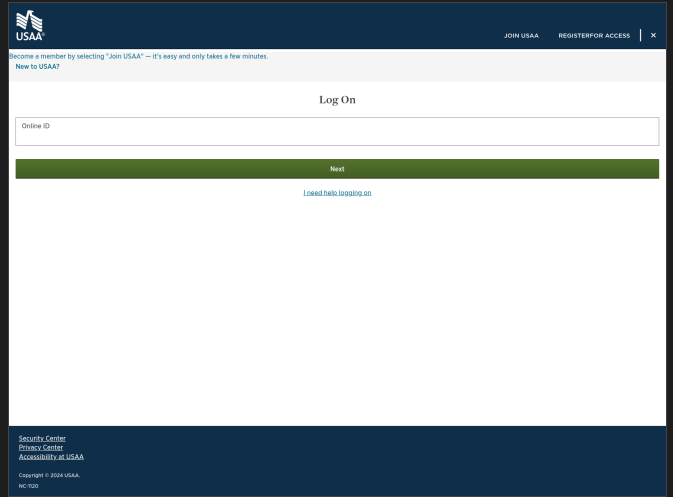 USAA®
JOIN USAA
REGISTERFOR ACCESS
×
Become a member by selecting "Join USAA" — it's easy and only takes a few minutes.
New to USAA?
Log On
Online ID
Next
I need help logging on
Security Center
Privacy Center
Accessibility at USAA
Copyright © 2024 USAA.
NC-1120